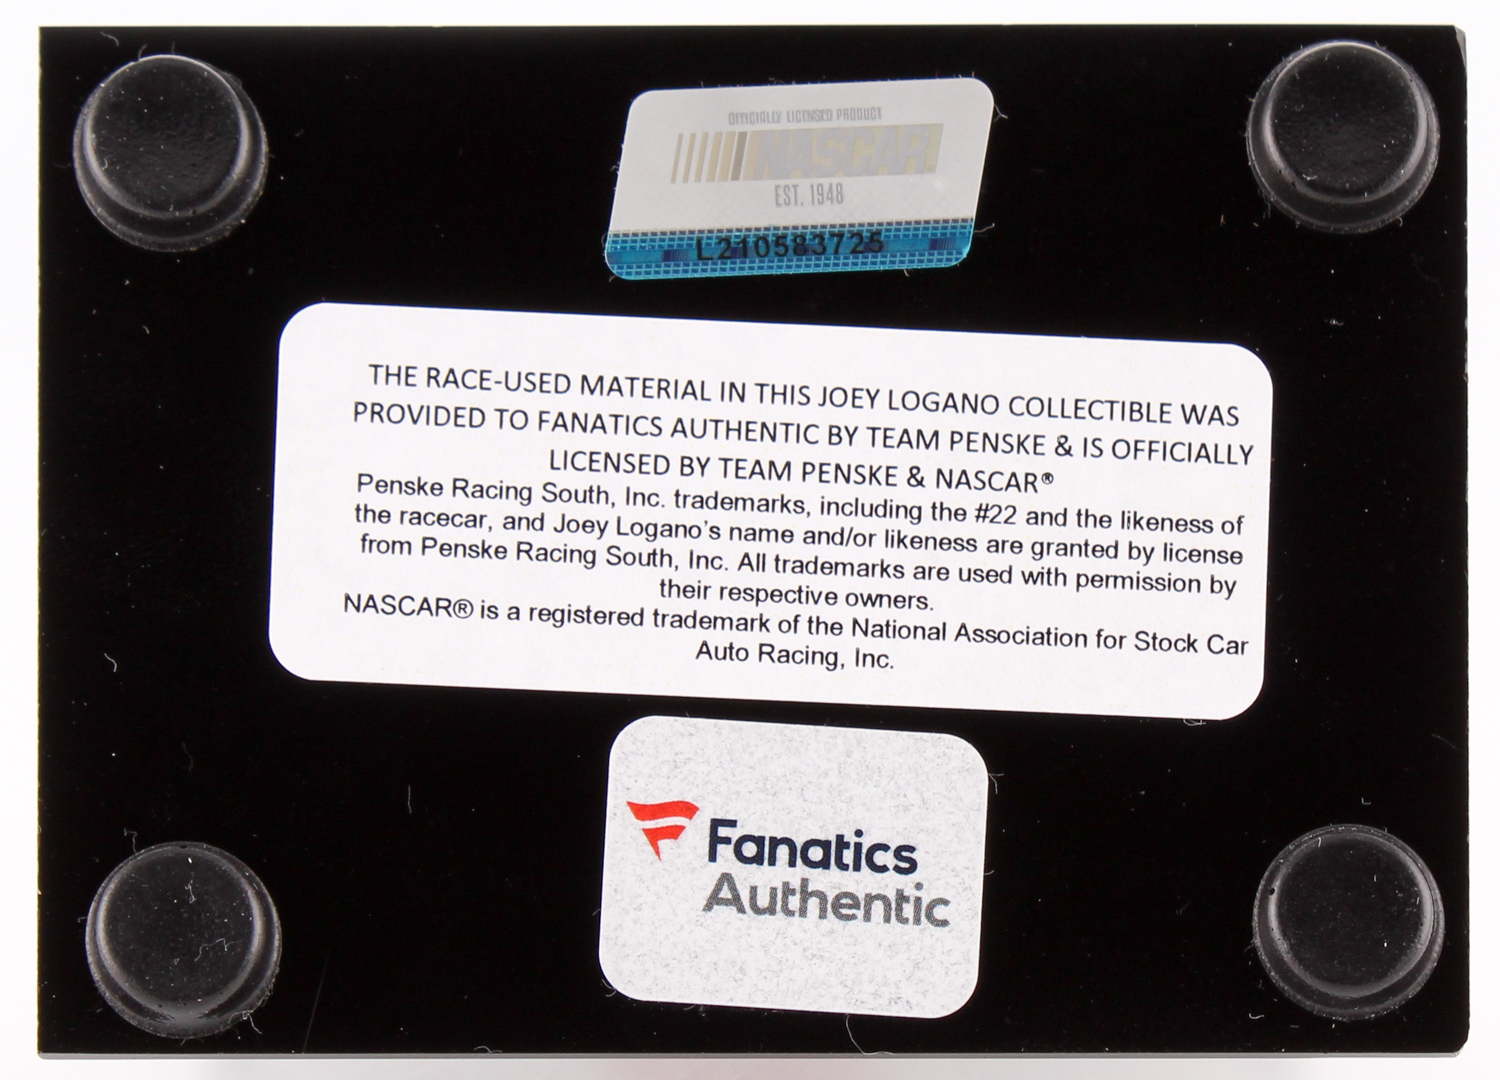 OFFICIALLY LICENSED PRODUCT
NASCAR
EST. 1948
L210583725
THE RACE-USED MATERIAL IN THIS JOEY LOGANO COLLECTIBLE WAS
PROVIDED TO FANATICS AUTHENTIC BY TEAM PENSKE & IS OFFICIALLY
LICENSED BY TEAM PENSKE & NASCAR®
Penske Racing South, Inc. trademarks, including the #22 and the likeness of
the racecar, and Joey Logano's name and/or likeness are granted by license
from Penske Racing South, Inc. All trademarks are used with permission by
their respective owners.
NASCAR® is a registered trademark of the National Association for Stock Car
Auto Racing, Inc.
Fanatics
Authentic